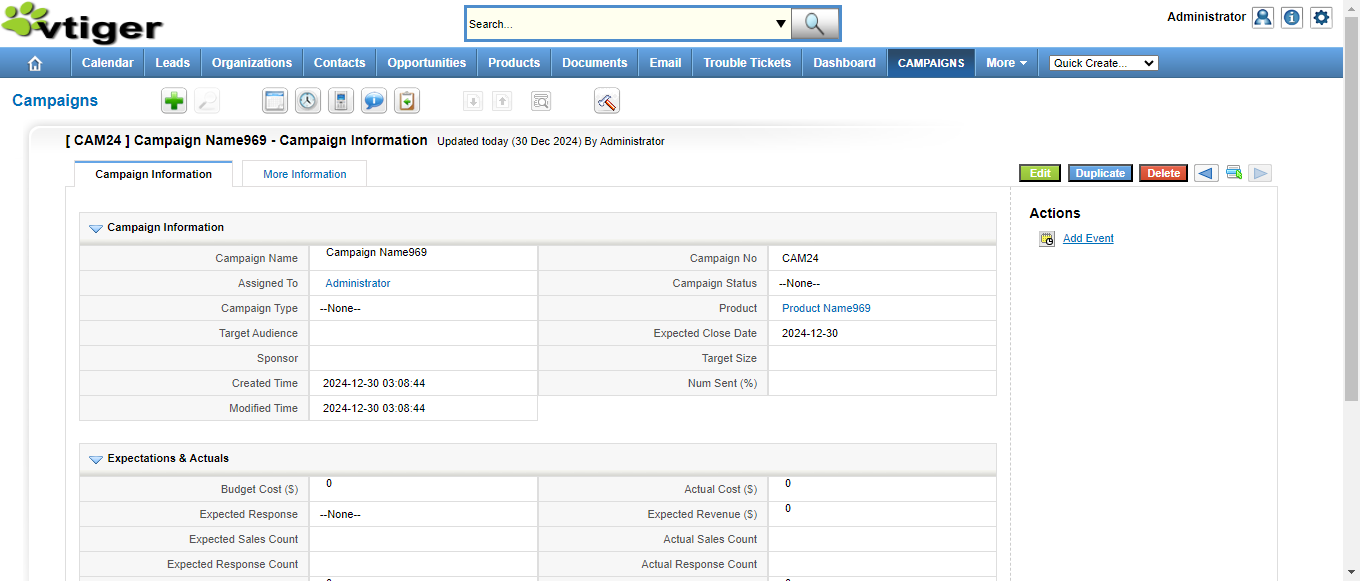 vtiger
Search...
Administrator
Calendar Leads Organizations Contacts Opportunities Products Documents Email Trouble Tickets Dashboard CAMPAIGNS More Quick Create...
Campaigns
[ CAM24 ] Campaign Name969 - Campaign Information Updated today (30 Dec 2024) By Administrator
Campaign Information More Information
Edit Duplicate Delete
Actions
Add Event
Campaign Information
Campaign Name Campaign Name969 Campaign No CAM24
Assigned To Administrator Campaign Status --None--
Campaign Type --None-- Product Product Name969
Target Audience Expected Close Date 2024-12-30
Sponsor Target Size
Created Time 2024-12-30 03:08:44 Num Sent (%)
Modified Time 2024-12-30 03:08:44
Expectations & Actuals
Budget Cost ($) 0 Actual Cost ($) 0
Expected Response --None-- Expected Revenue ($) 0
Expected Sales Count Actual Sales Count
Expected Response Count Actual Response Count